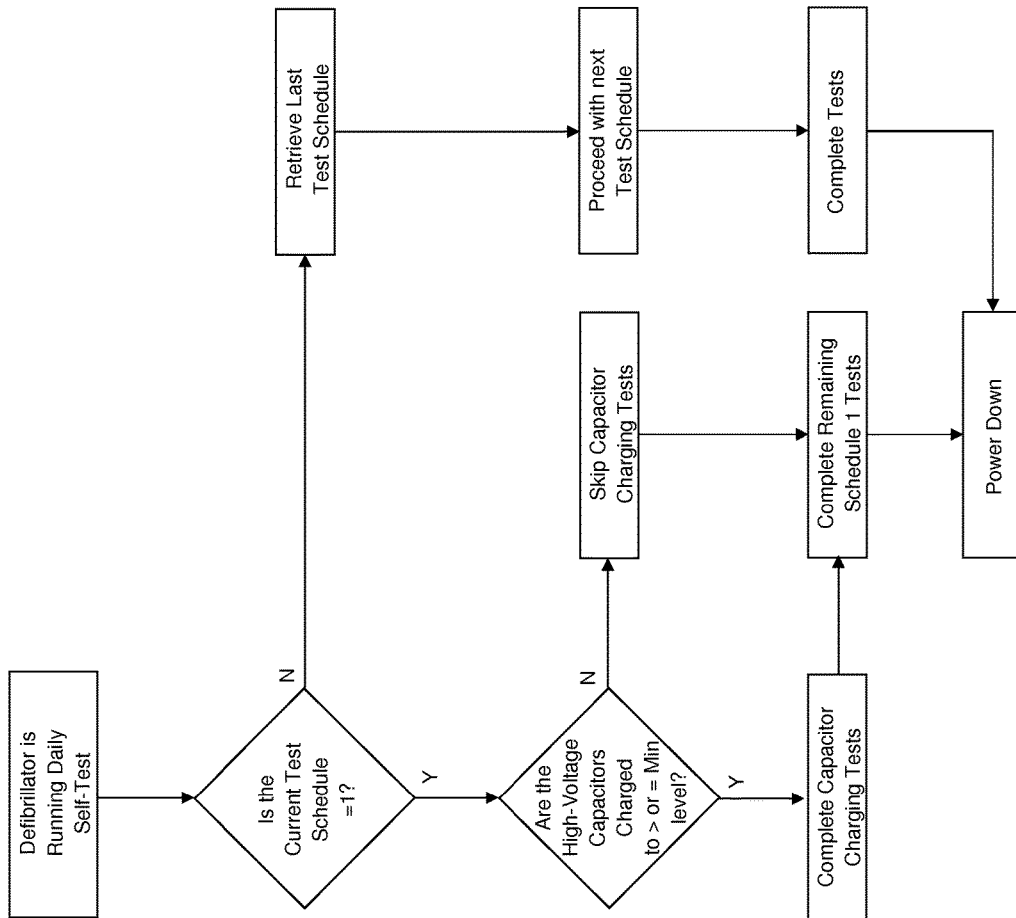 Defibrillator is
Running Daily
Self-Test
Is the
Current Test
Schedule
=1?
N
Y
Retrieve Last
Test Schedule
Proceed with next
Test Schedule
Complete Tests
Are the
High-Voltage
Capacitors
Charged
to > or = Min
level?
N
Y
Skip Capacitor
Charging Tests
Complete Capacitor
Charging Tests
Complete Remaining
Schedule 1 Tests
Power Down